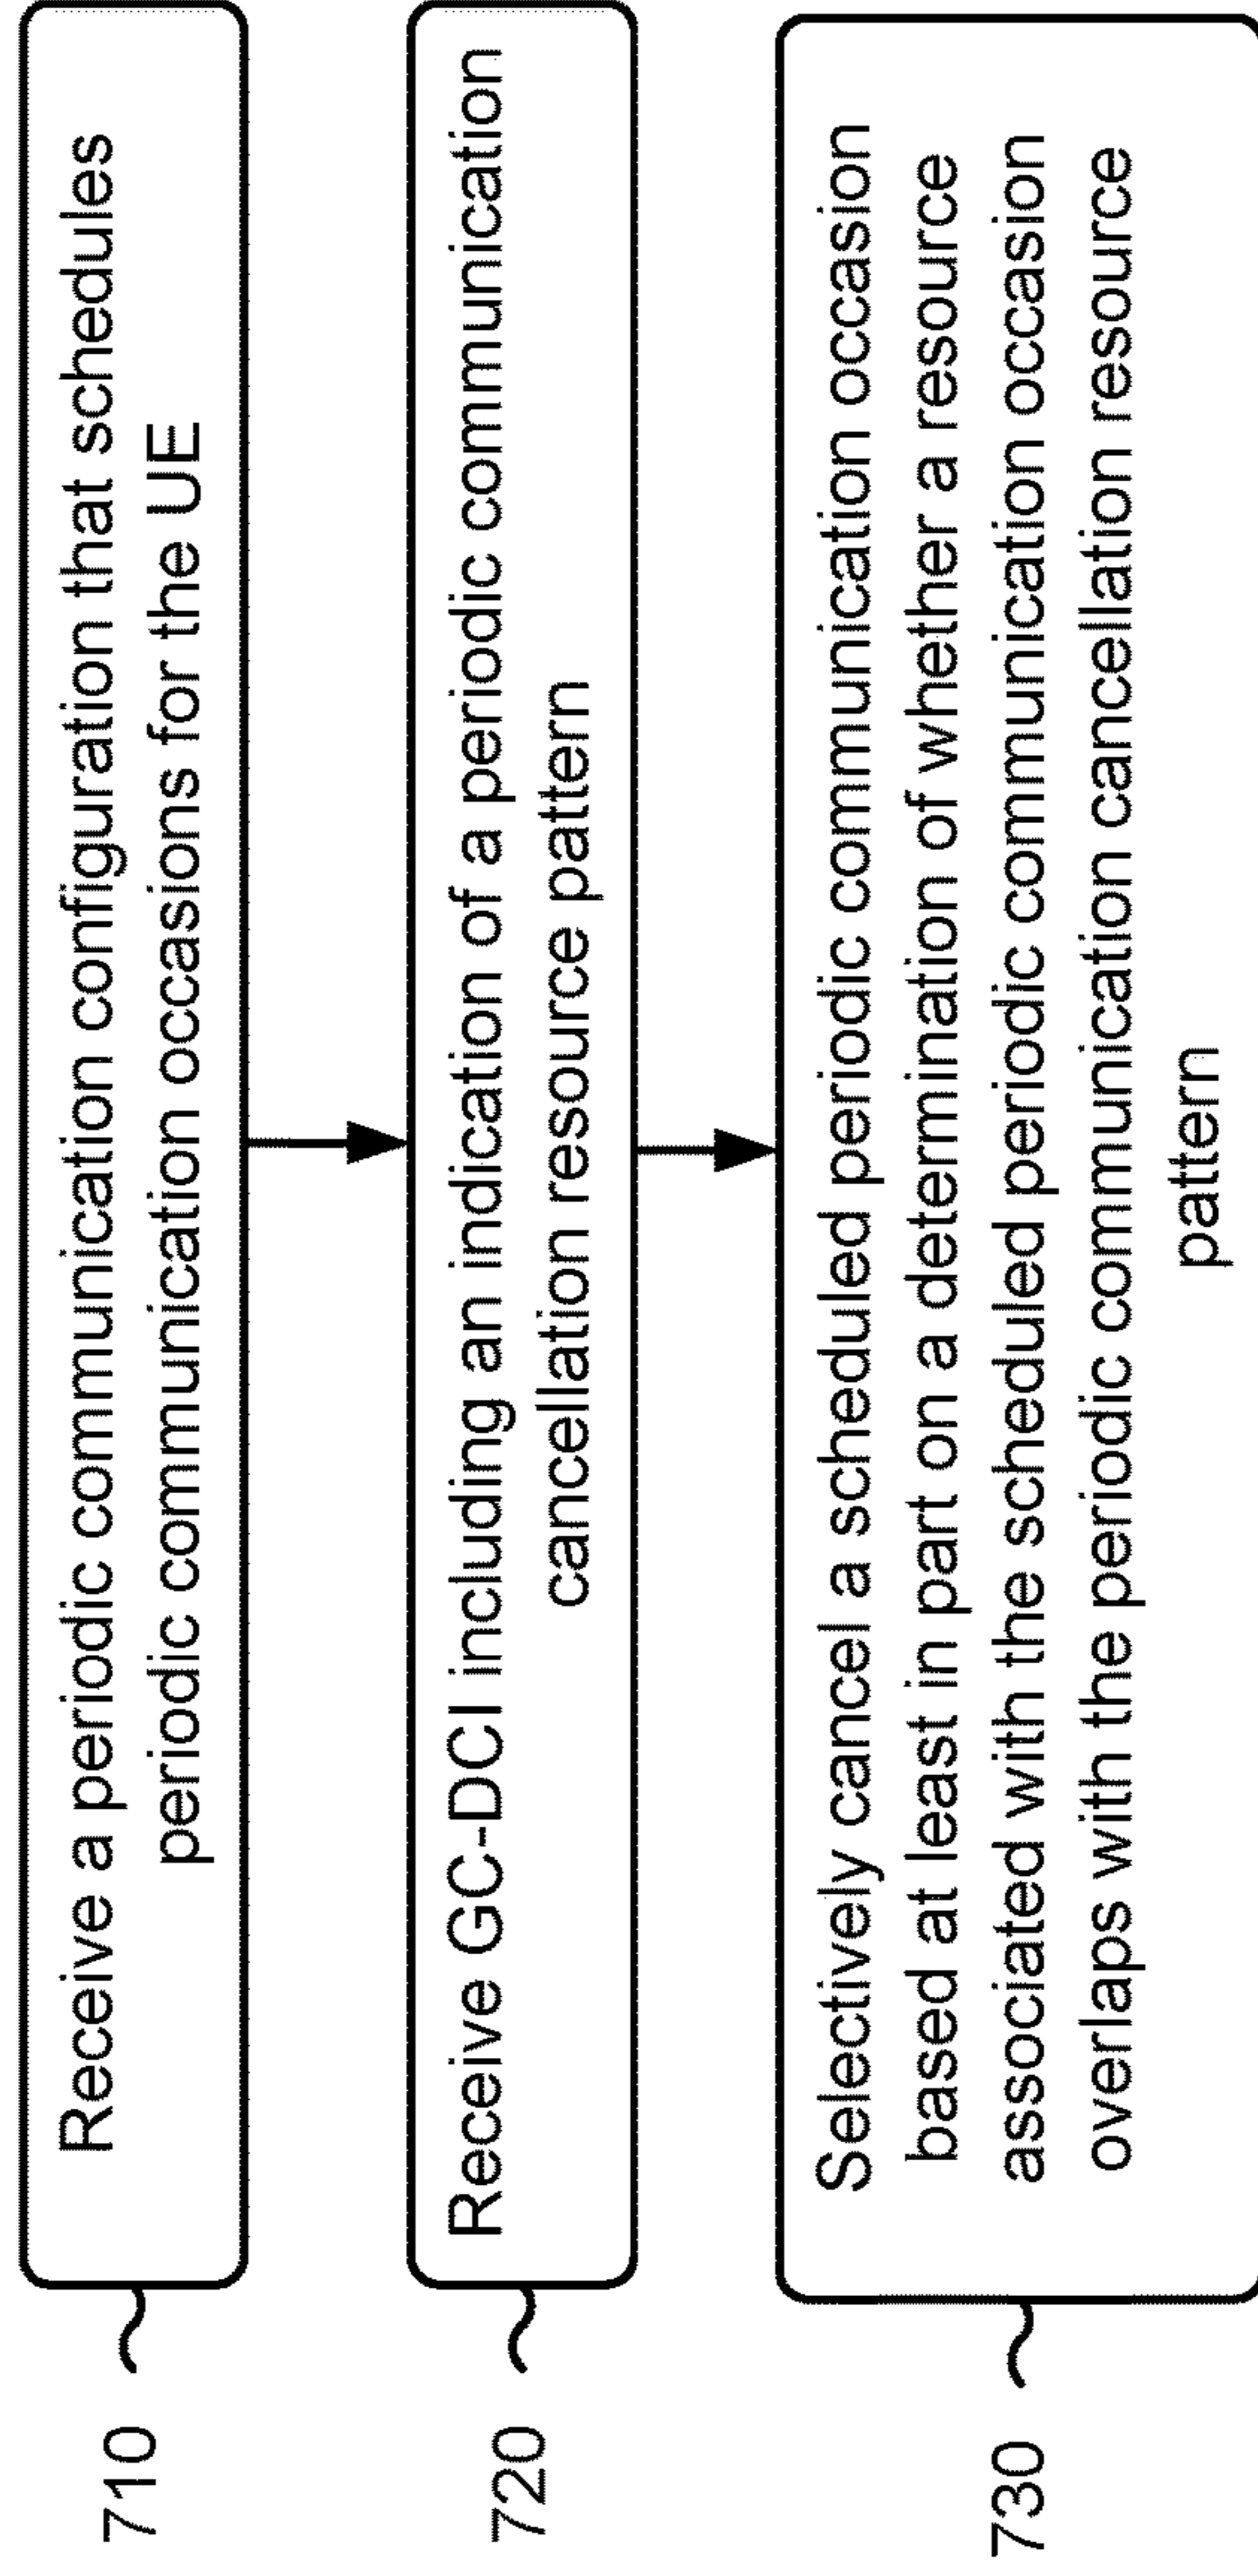 710
Receive a periodic communication configuration that schedules
periodic communication occasions for the UE
720
Receive GC-DCI including an indication of a periodic communication
cancellation resource pattern
730
Selectively cancel a scheduled periodic communication occasion
based at least in part on a determination of whether a resource
associated with the scheduled periodic communication occasion
overlaps with the periodic communication cancellation resource
pattern